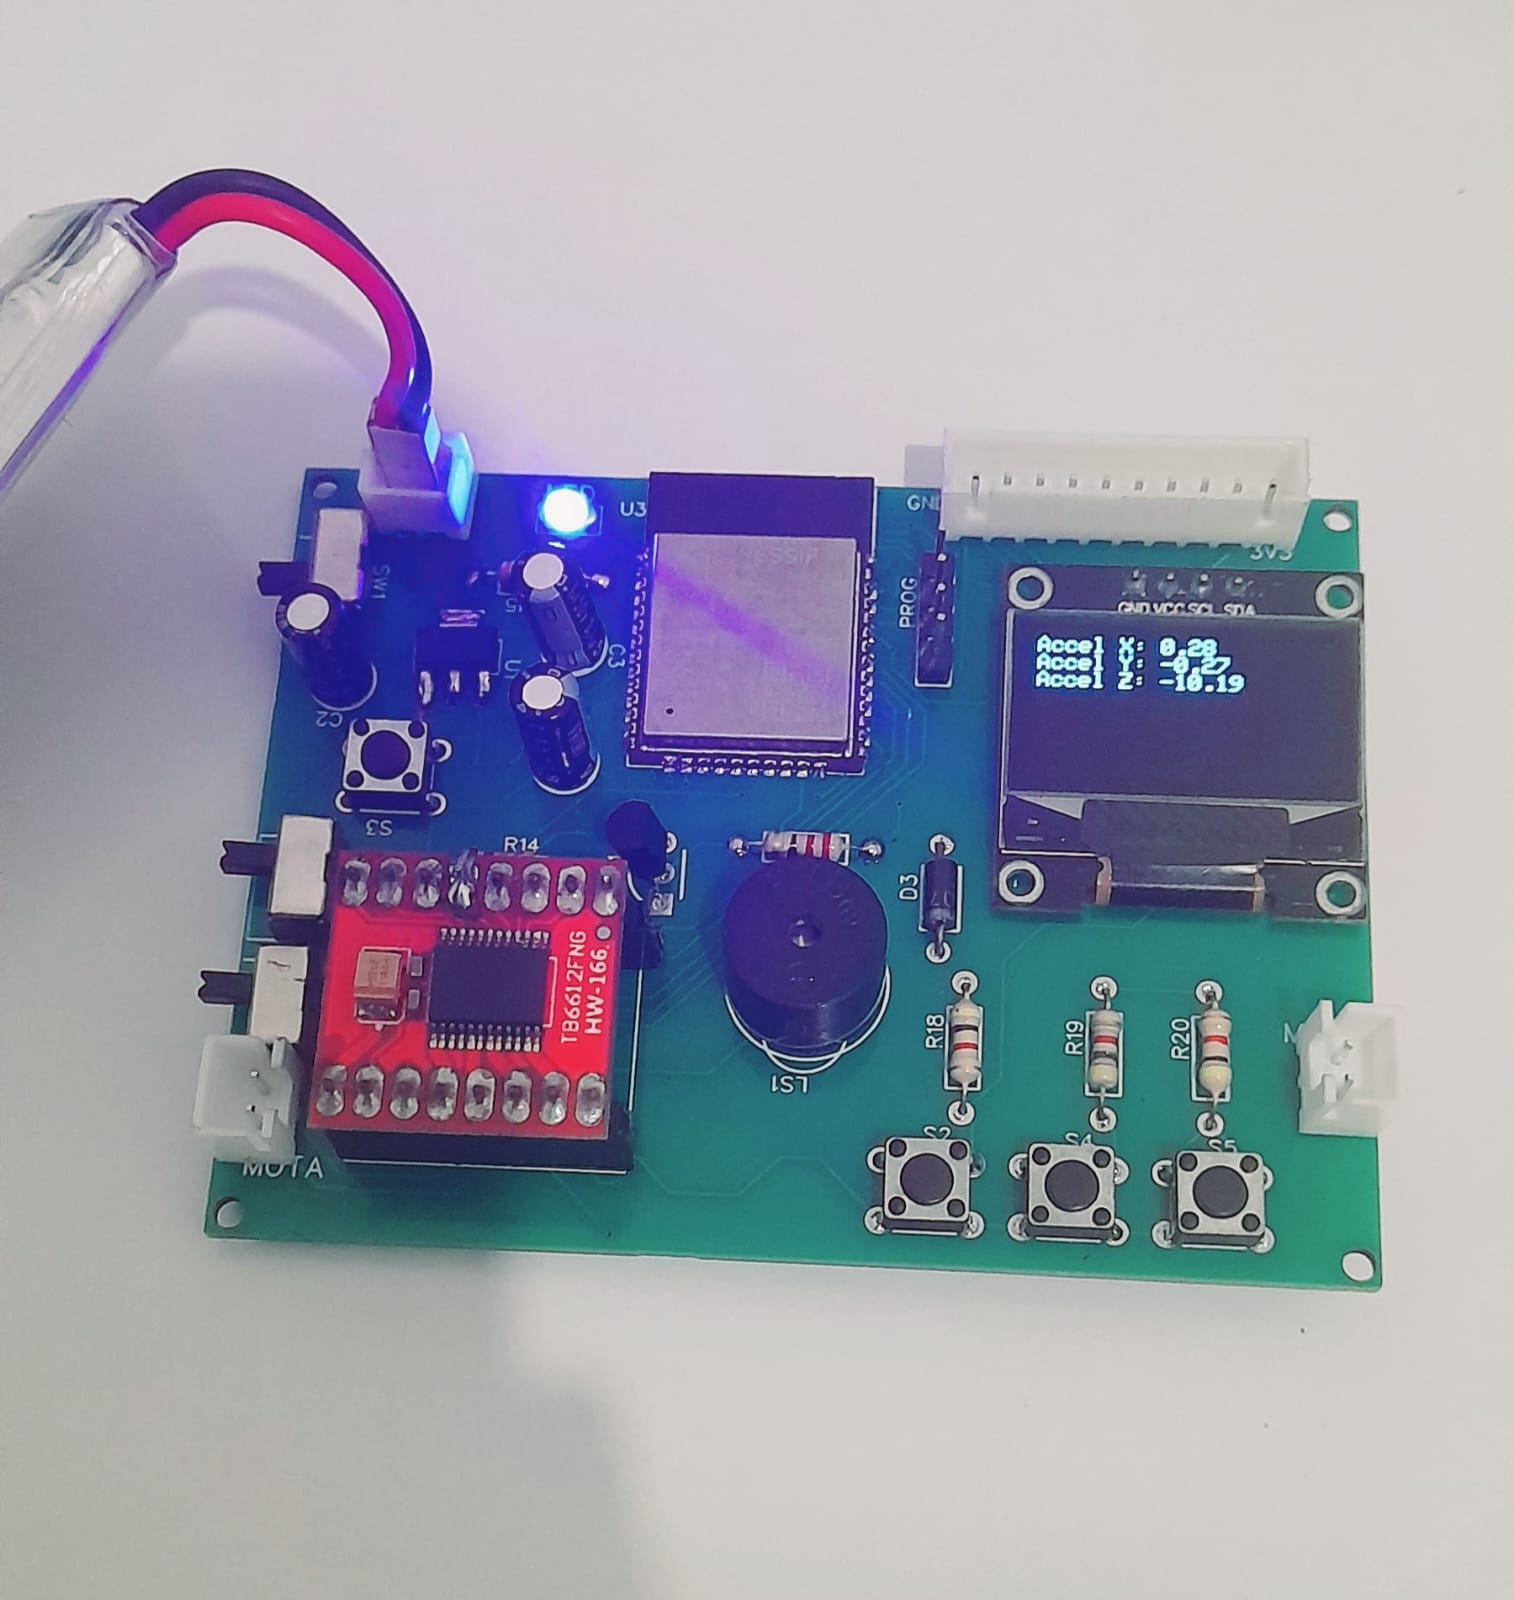 LED
U3
GND
3V3
SW1
PROG
GND VCC SCL SDA
Accel X: 0.28
Accel Y: -0.27
Accel Z: -10.19
C3
C2
S3
R14
D3
TB6612FNG
HW-166
R18
R19
R20
LS1
S2
S4
S5
MOTA